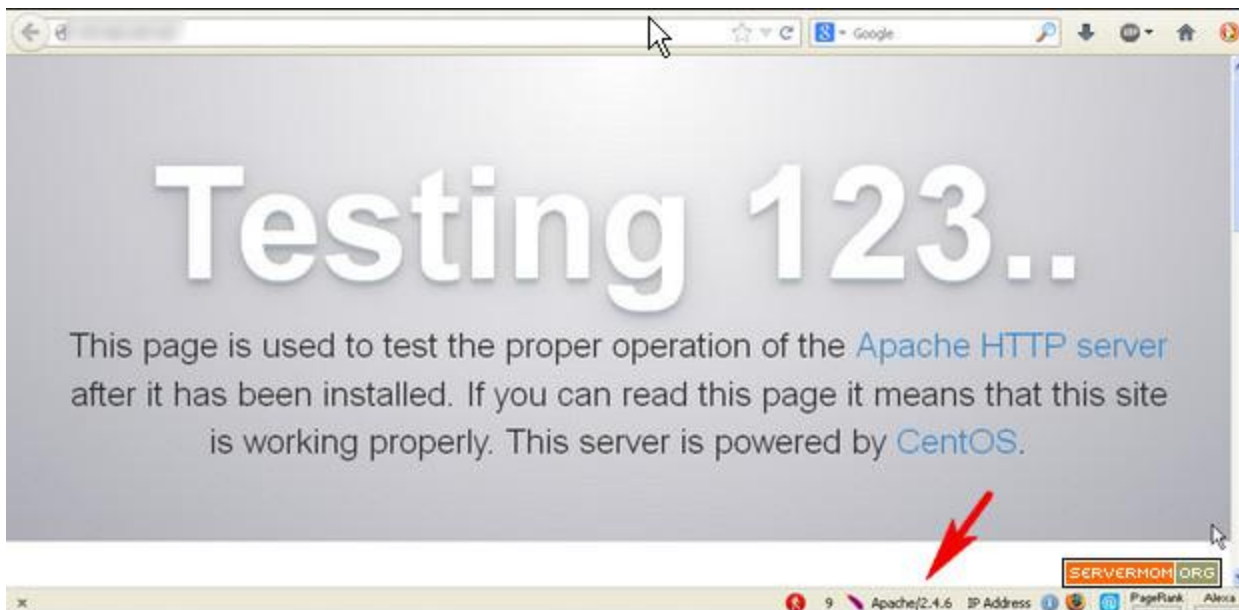 Google
Testing 123..
This page is used to test the proper operation of the Apache HTTP server
after it has been installed. If you can read this page it means that this site
is working properly. This server is powered by CentOS.
SERVERMOM ORG
x 9 Apache/2.4.6 IP Address PageRank Alexa